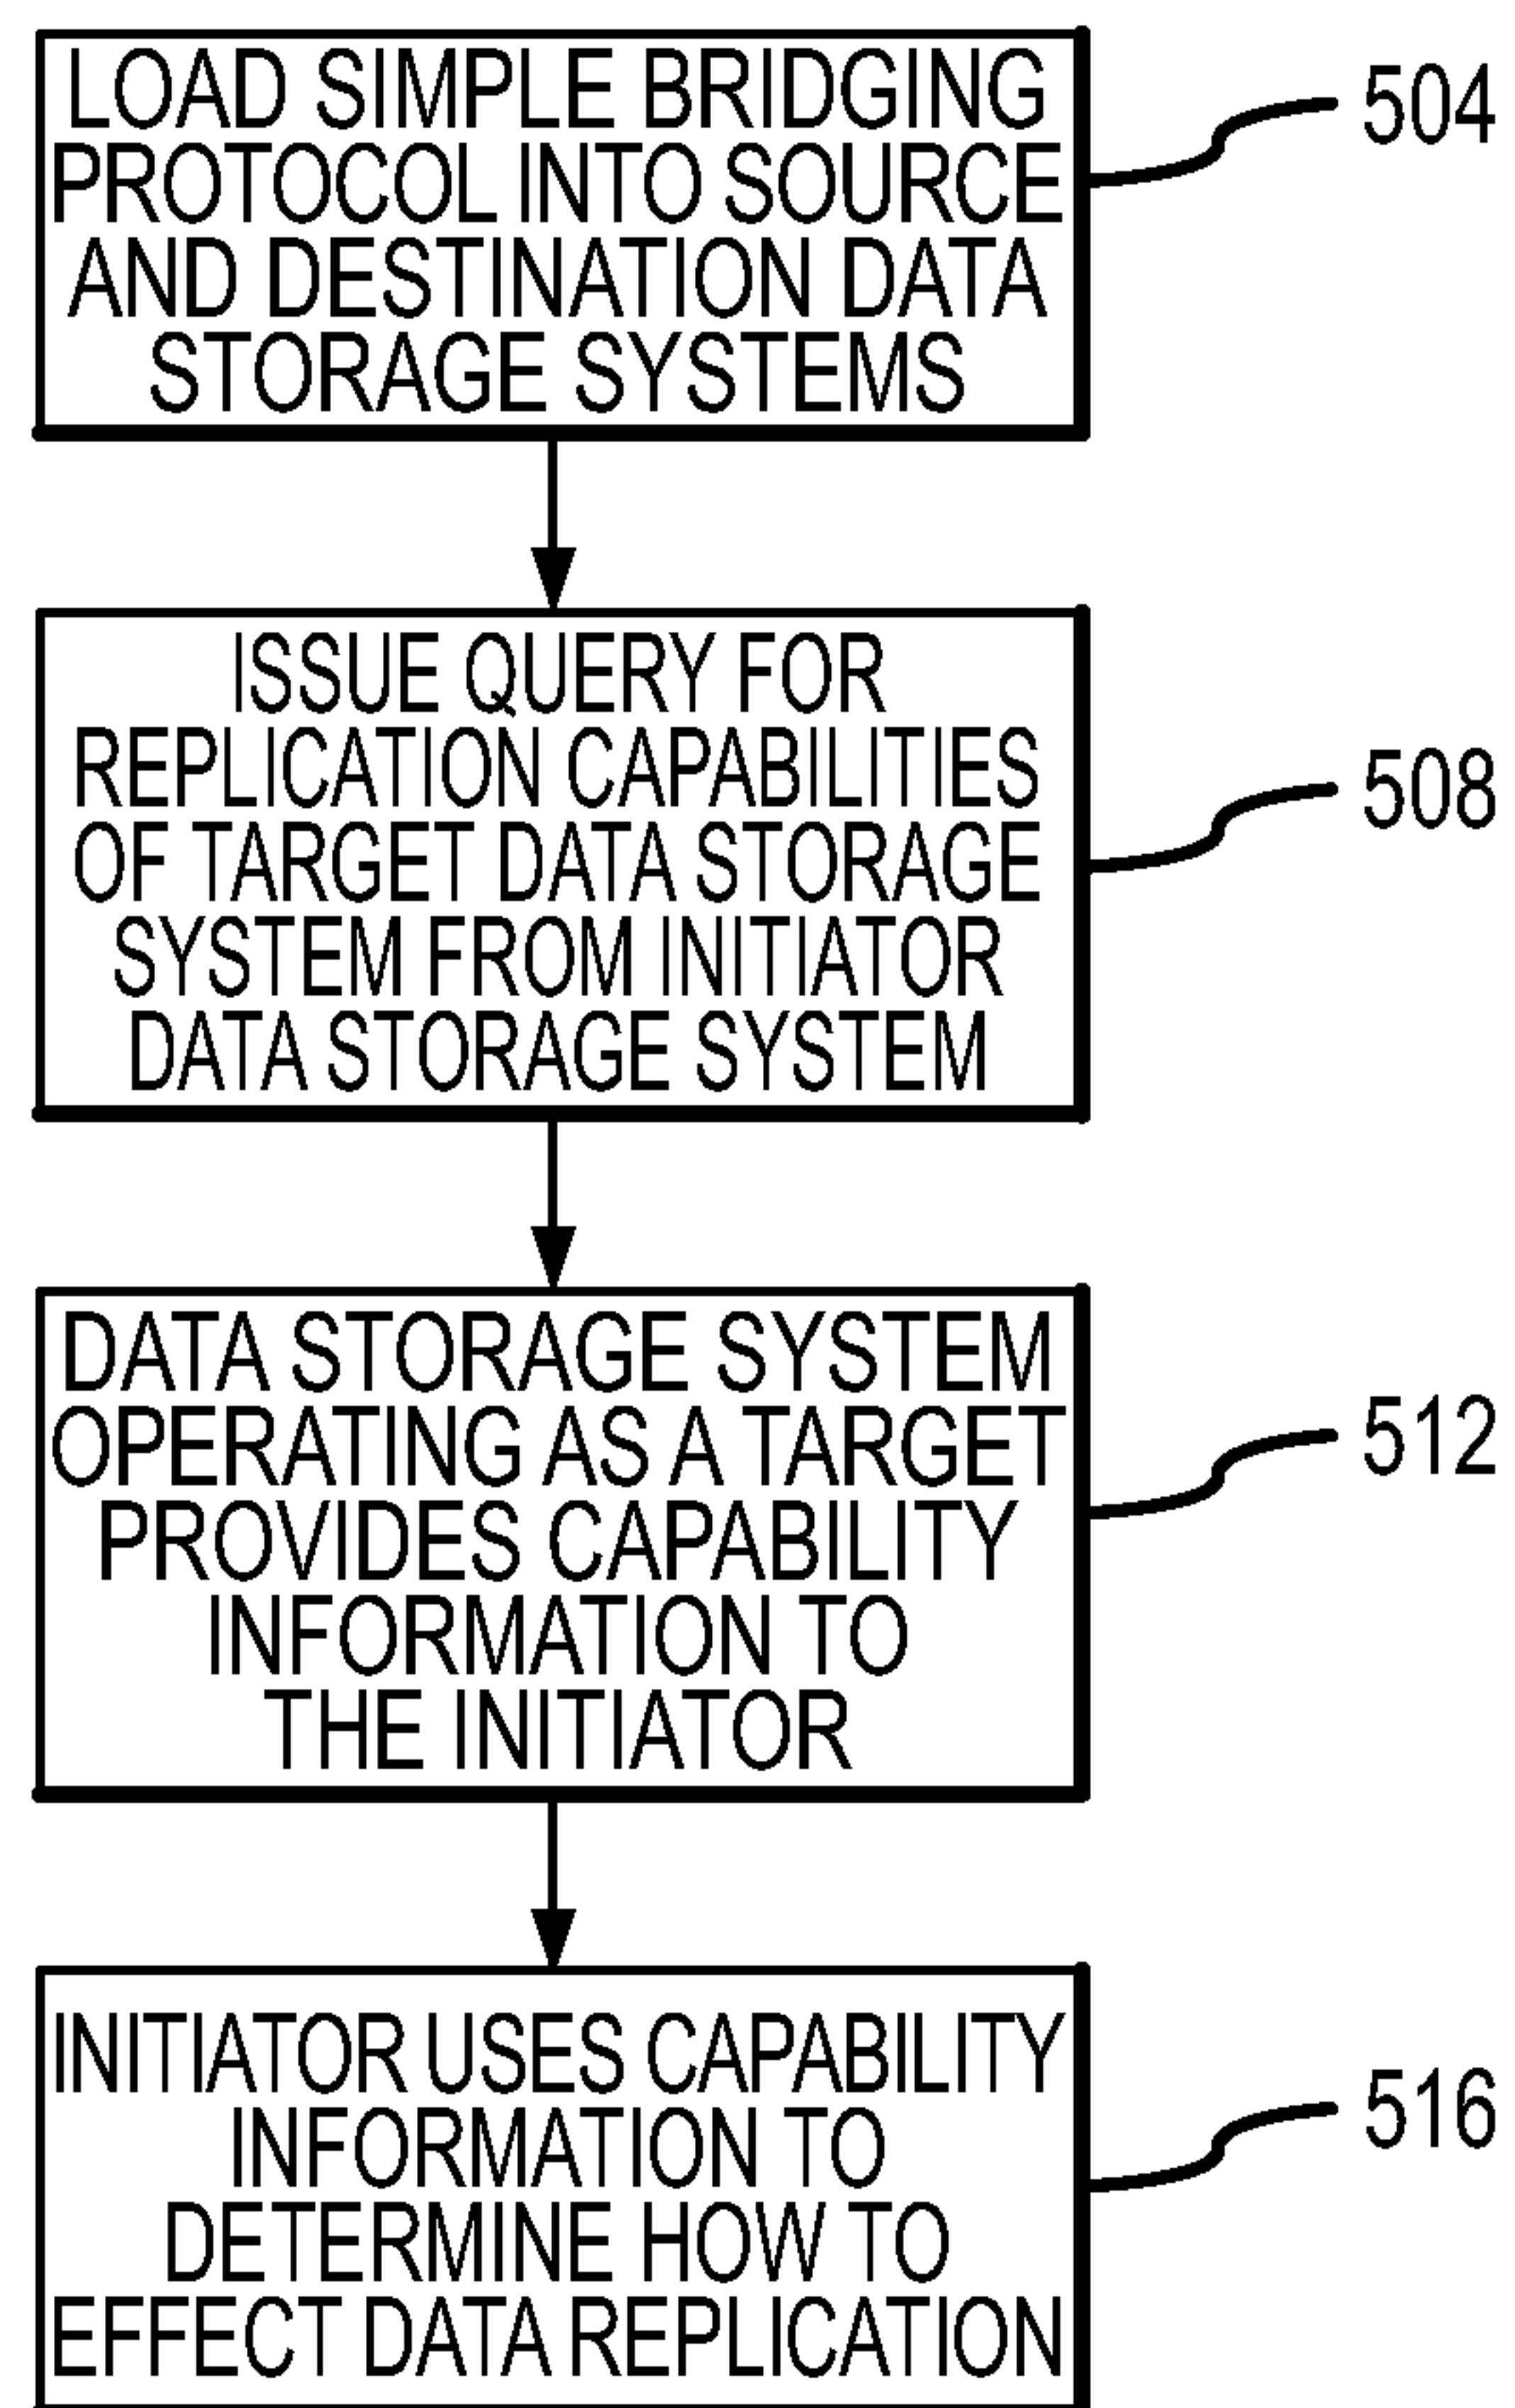 LOAD SIMPLE BRIDGING
PROTOCOL INTO SOURCE
AND DESTINATION DATA
STORAGE SYSTEMS
504
ISSUE QUERY FOR
REPLICATION CAPABILITIES
OF TARGET DATA STORAGE
SYSTEM FROM INITIATOR
DATA STORAGE SYSTEM
508
DATA STORAGE SYSTEM
OPERATING AS A TARGET
PROVIDES CAPABILITY
INFORMATION TO
THE INITIATOR
512
INITIATOR USES CAPABILITY
INFORMATION TO
DETERMINE HOW TO
EFFECT DATA REPLICATION
516